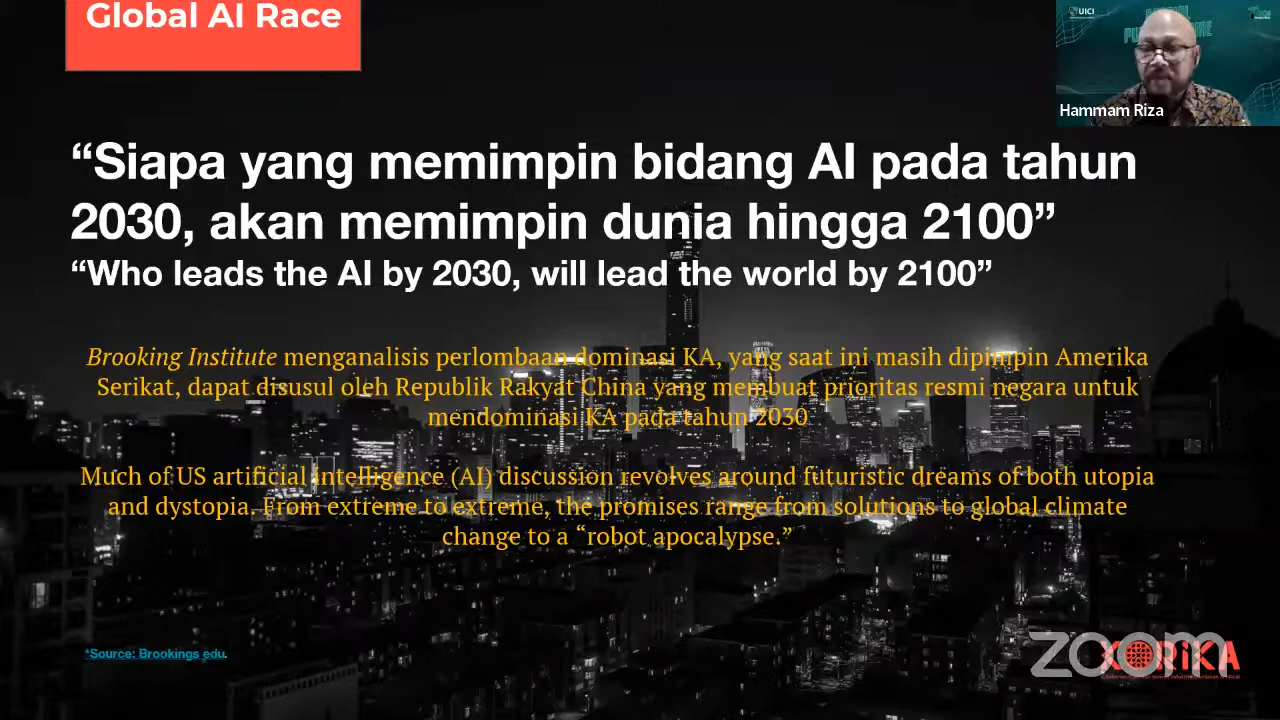 Global AI Race
UICI
Hammam Riza
“Siapa yang memimpin bidang AI pada tahun
2030, akan memimpin dunia hingga 2100”
“Who leads the AI by 2030, will lead the world by 2100”
Brooking Institute menganalisis perlombaan dominasi KA, yang saat ini masih dipimpin Amerika
Serikat, dapat disusul oleh Republik Rakyat China yang membuat prioritas resmi negara untuk
mendominasi KA pada tahun 2030
Much of US artificial intelligence (AI) discussion revolves around futuristic dreams of both utopia
and dystopia. From extreme to extreme, the promises range from solutions to global climate
change to a “robot apocalypse.”
*Source: Brookings edu.
zoom
KORiKA